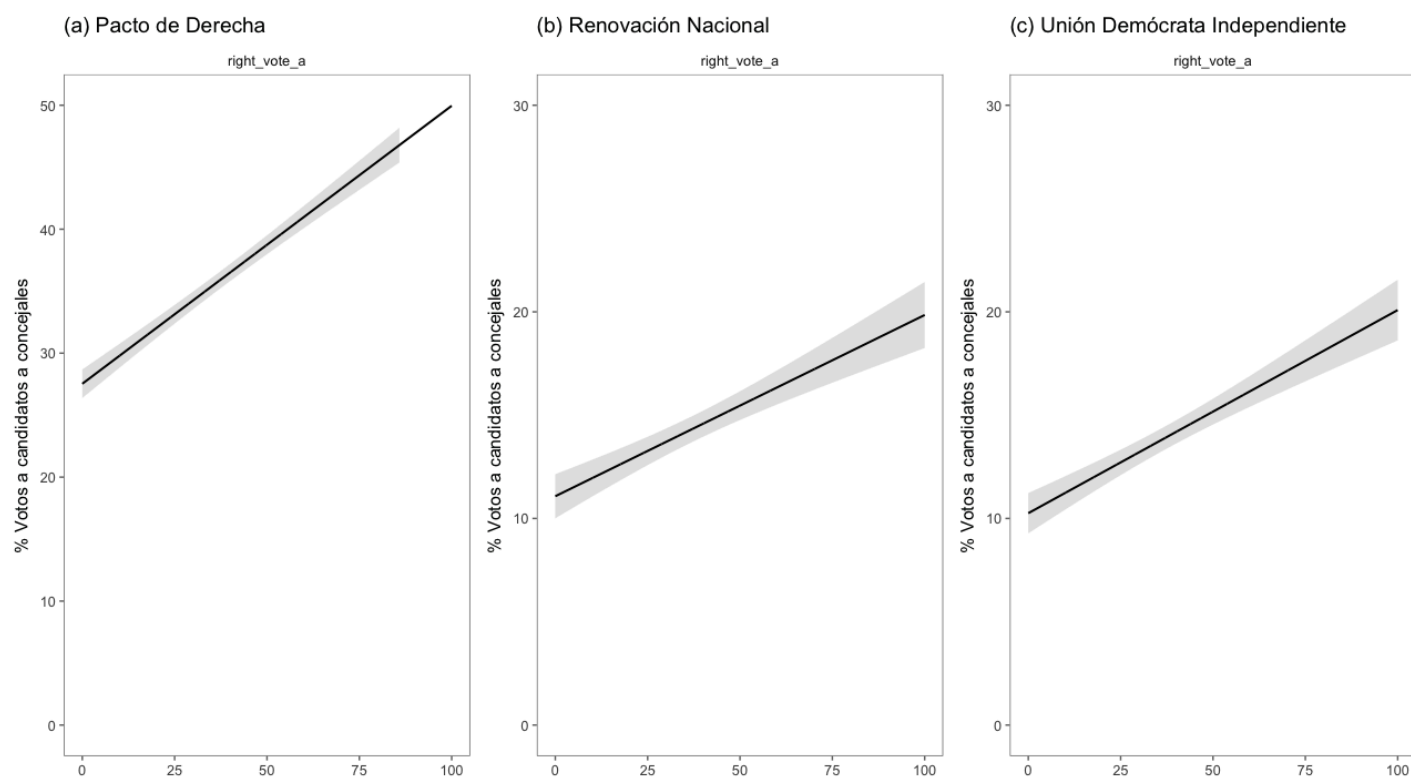 (a) Pacto de Derecha
right_vote_a
% Votos a candidatos a concejales
50
40
30
20
10
0
0 25 50 75 100
(b) Renovación Nacional
right_vote_a
% Votos a candidatos a concejales
30
20
10
0
0 25 50 75 100
(c) Unión Demócrata Independiente
right_vote_a
% Votos a candidatos a concejales
30
20
10
0
0 25 50 75 100